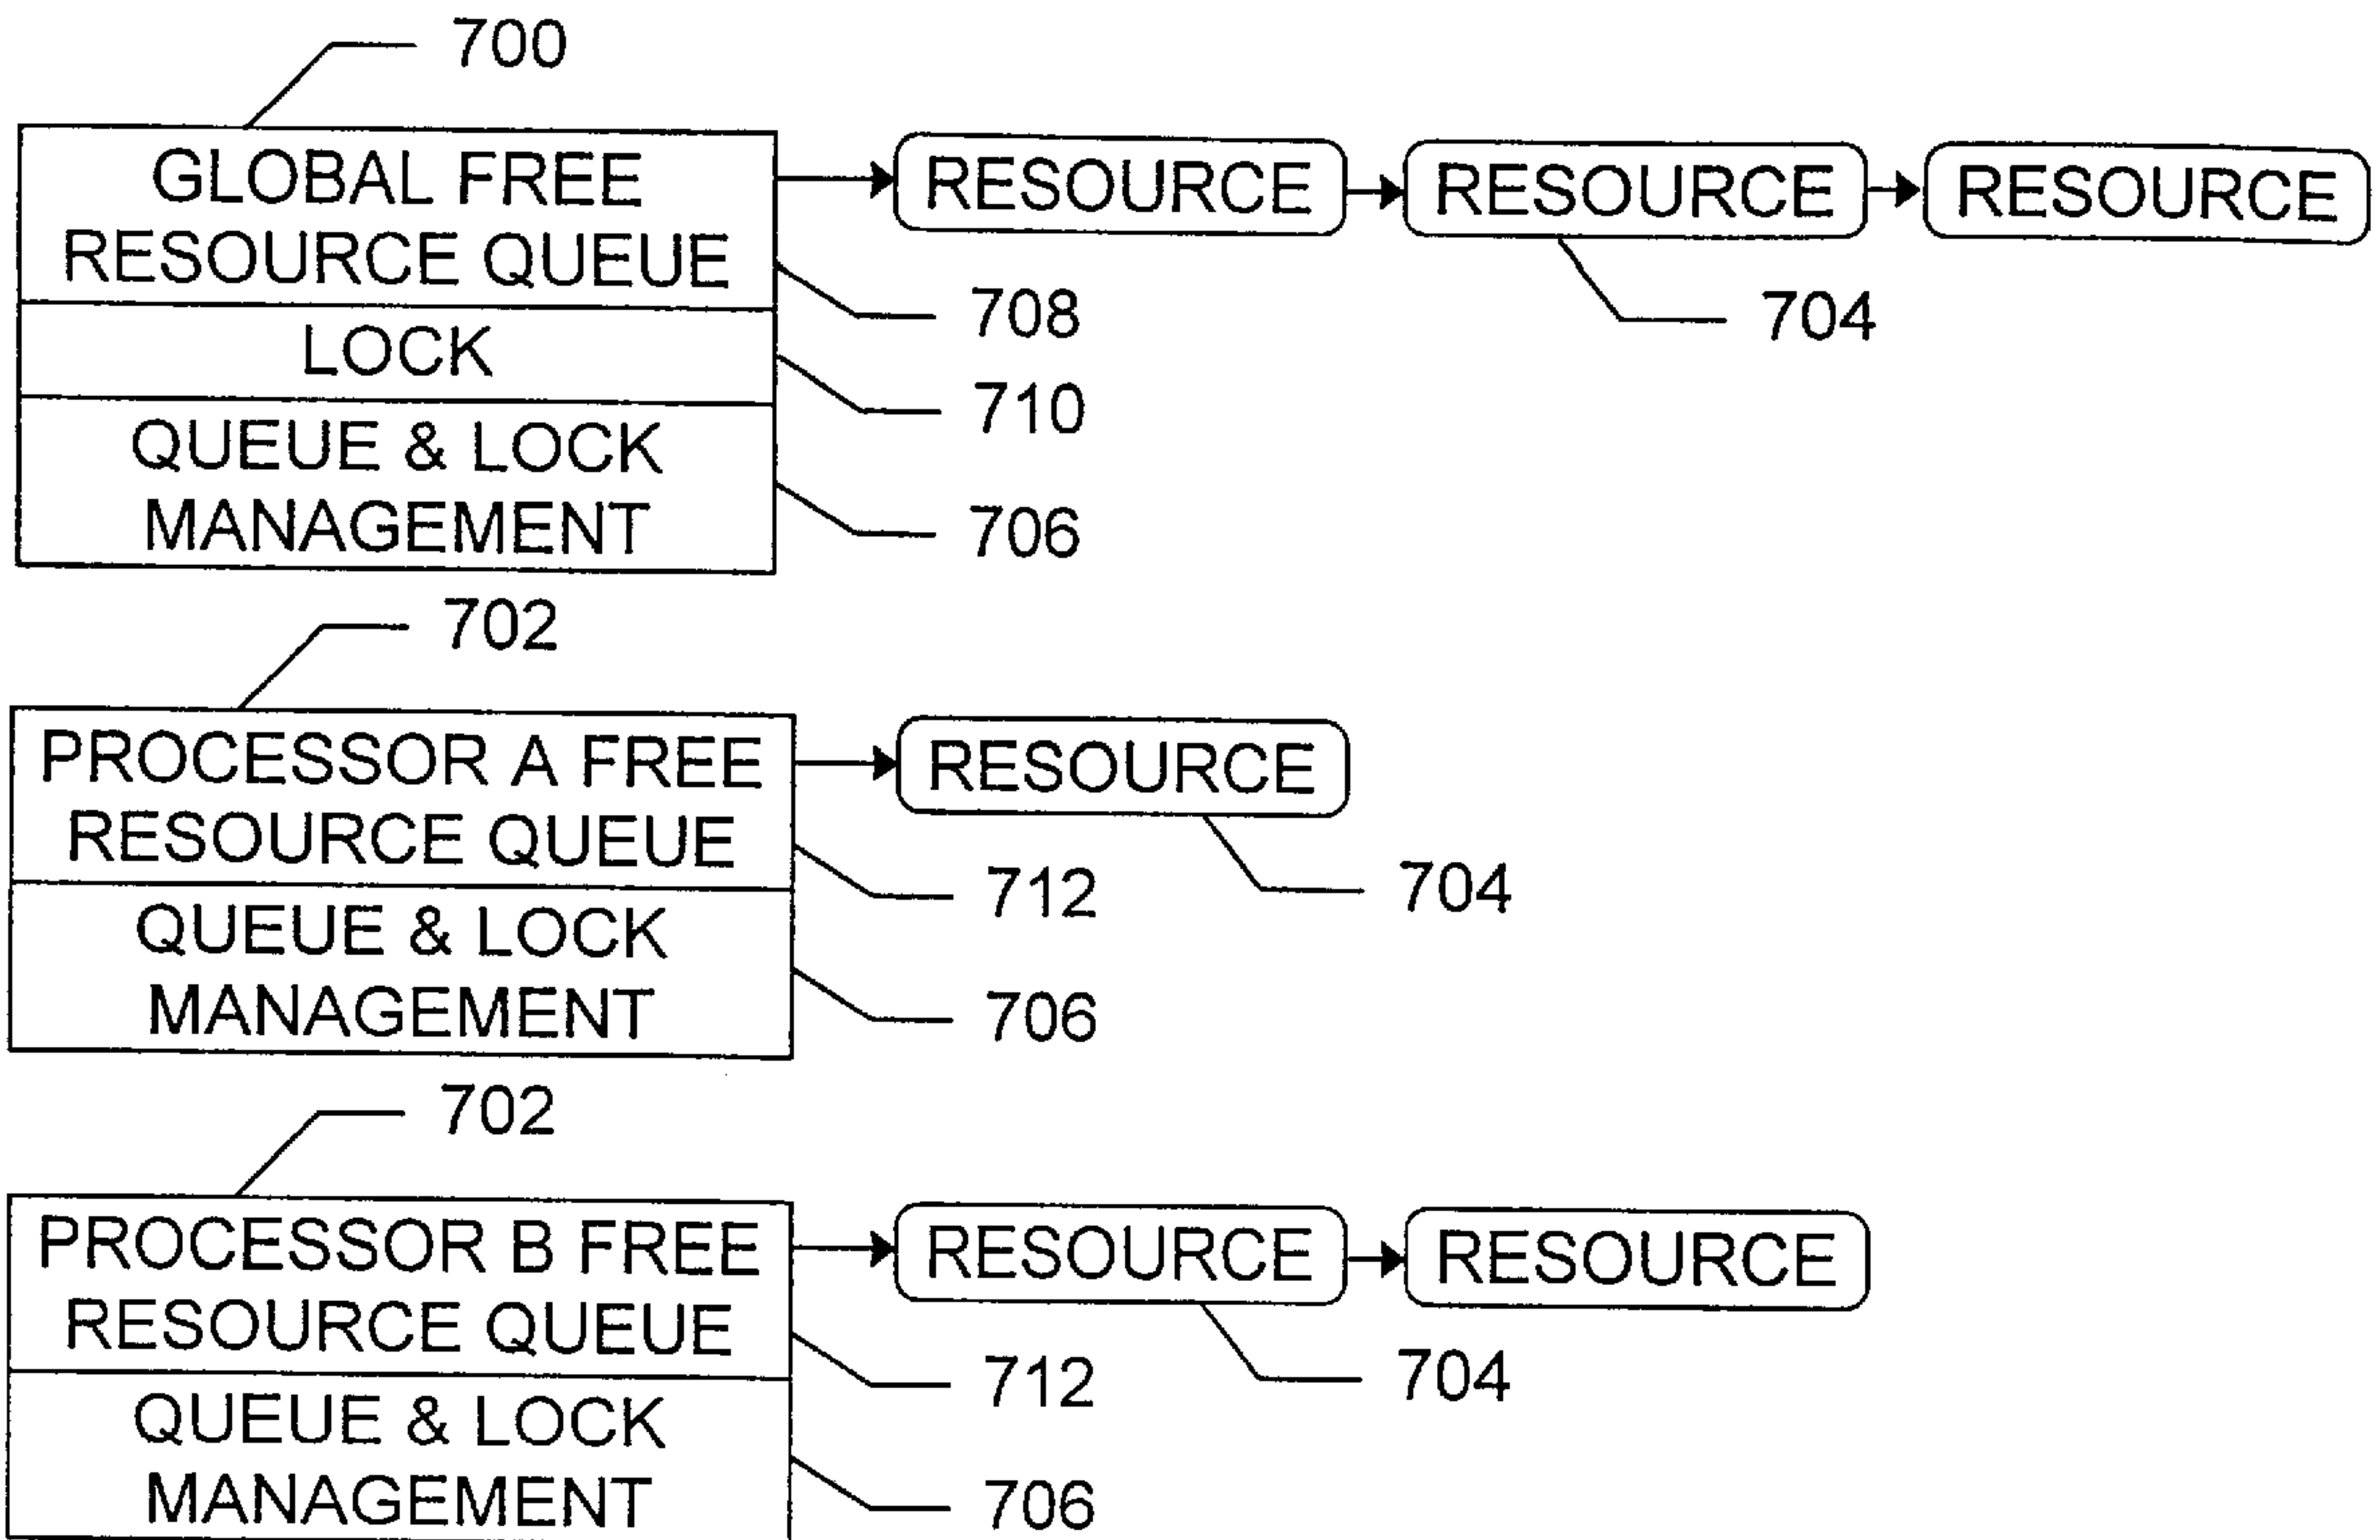 700
GLOBAL FREE
RESOURCE QUEUE
RESOURCE
RESOURCE
RESOURCE
708
704
LOCK
710
QUEUE & LOCK
MANAGEMENT
706
702
PROCESSOR A FREE
RESOURCE QUEUE
RESOURCE
712
704
QUEUE & LOCK
MANAGEMENT
706
702
PROCESSOR B FREE
RESOURCE QUEUE
RESOURCE
RESOURCE
712
704
QUEUE & LOCK
MANAGEMENT
706